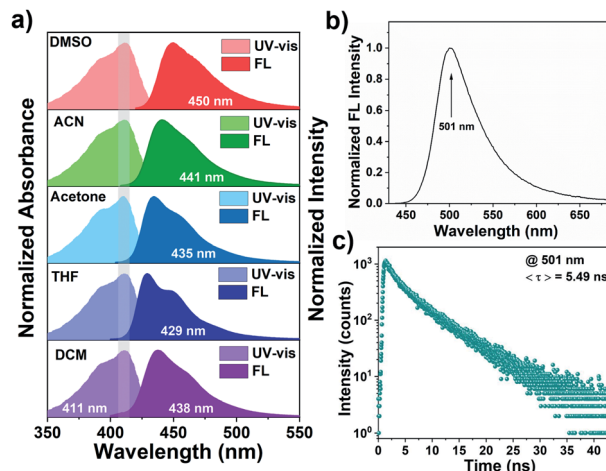 a)
Normalized Absorbance
DMSO
UV-vis
FL
450 nm
ACN
UV-vis
FL
441 nm
Acetone
UV-vis
FL
435 nm
THF
UV-vis
FL
429 nm
DCM
UV-vis
FL
411 nm
438 nm
350
400
450
500
550
Wavelength (nm)
Normalized Intensity
b)
Normalized FL Intensity
1.0
0.8
0.6
0.4
0.2
0.0
501 nm
450
500
550
600
650
Wavelength (nm)
c)
Intensity (counts)
10³
10²
10¹
10⁰
@ 501 nm
<τ> = 5.49 ns
0
5
10
15
20
25
30
35
40
Time (ns)